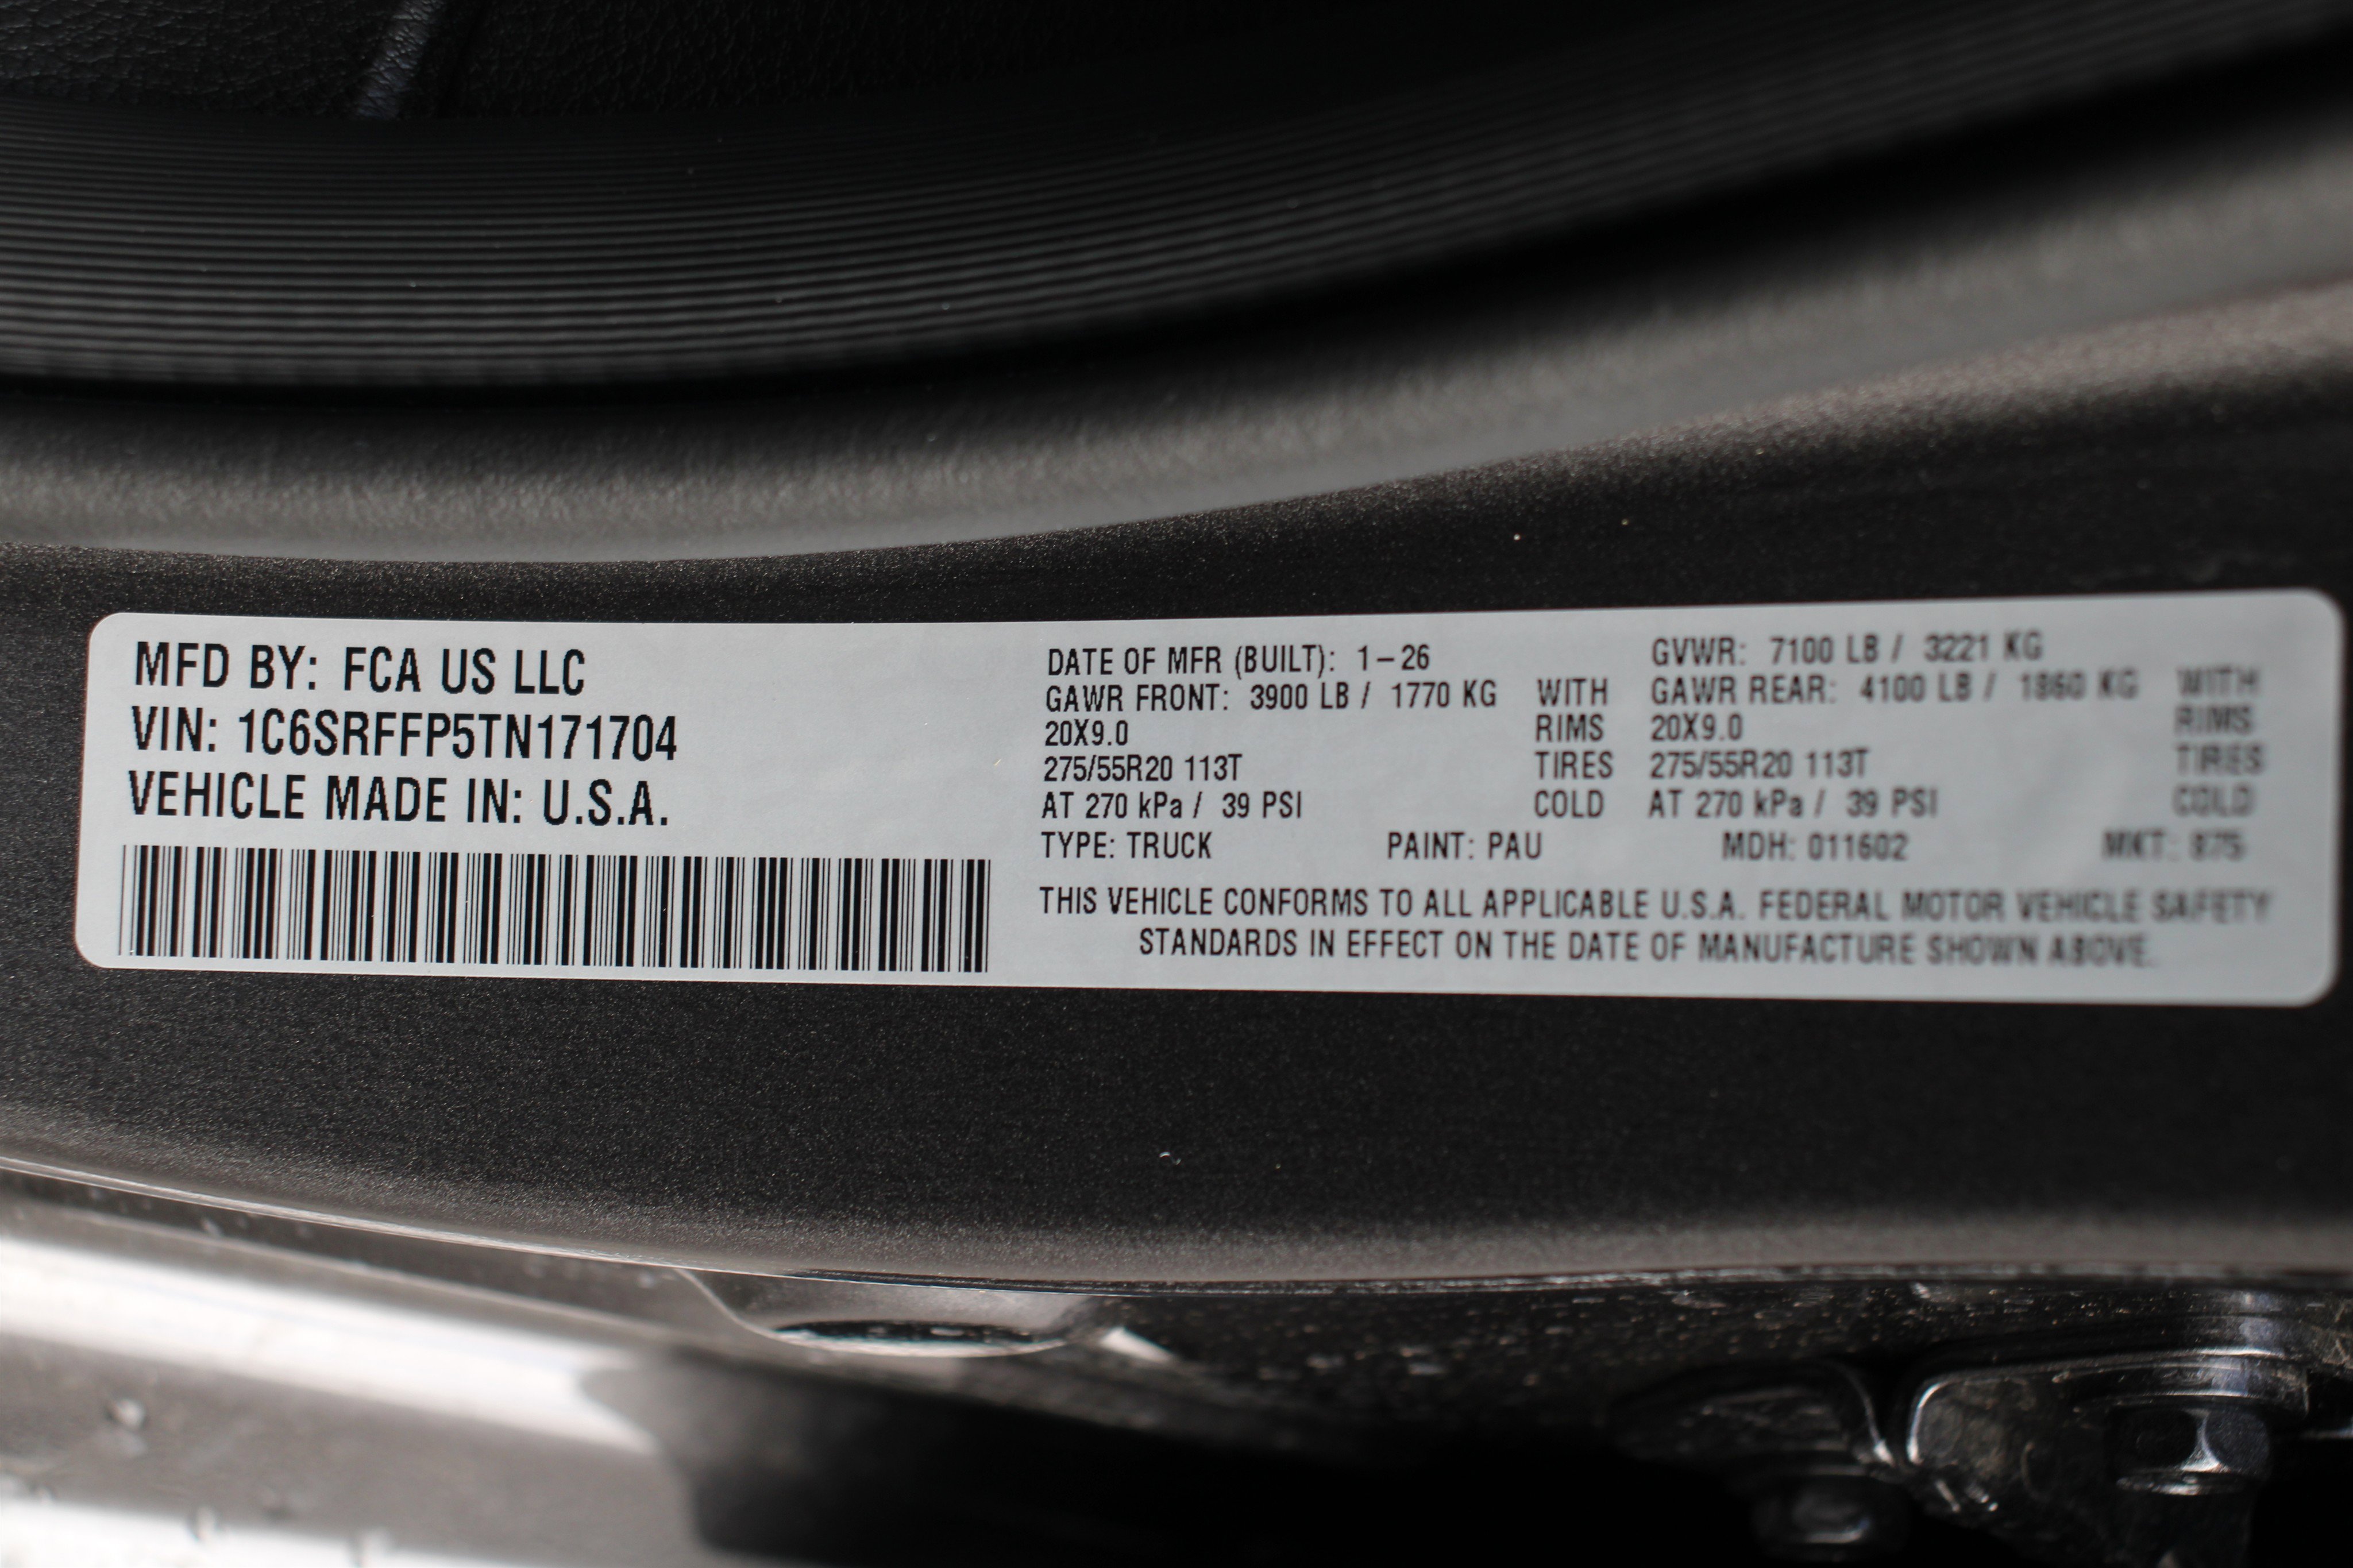 MFD BY: FCA US LLC
VIN: 1C6SRFFP5TN171704
VEHICLE MADE IN: U.S.A.
DATE OF MFR (BUILT): 1-26 GVWR: 7100 LB / 3221 KG
GAWR FRONT: 3900 LB / 1770 KG WITH GAWR REAR: 4100 LB / 1860 KG WITH
20X9.0 RIMS 20X9.0 RIMS
275/55R20 113T TIRES 275/55R20 113T TIRES
AT 270 kPa / 39 PSI COLD AT 270 kPa / 39 PSI COLD
TYPE: TRUCK PAINT: PAU MDH: 011602 MKT: 875
THIS VEHICLE CONFORMS TO ALL APPLICABLE U.S.A. FEDERAL MOTOR VEHICLE SAFETY
STANDARDS IN EFFECT ON THE DATE OF MANUFACTURE SHOWN ABOVE.